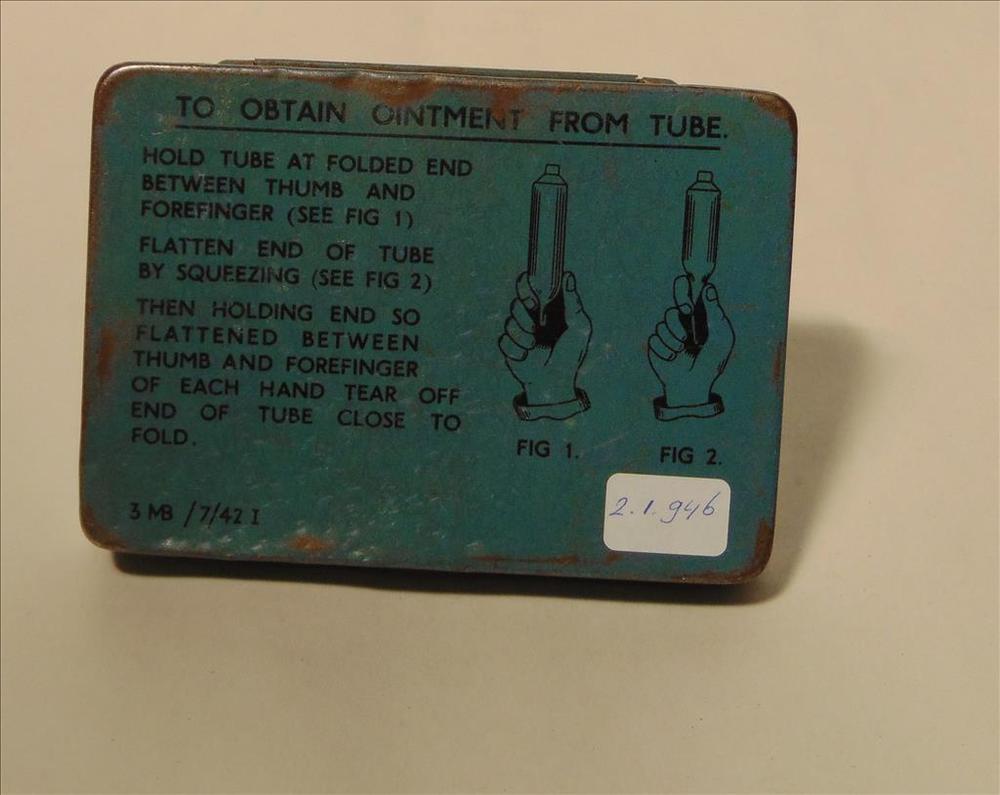 TO OBTAIN OINTMENT FROM TUBE.
HOLD TUBE AT FOLDED END
BETWEEN THUMB AND
FOREFINGER (SEE FIG 1)
FLATTEN END OF TUBE
BY SQUEEZING (SEE FIG 2)
THEN HOLDING END SO
FLATTENED BETWEEN
THUMB AND FOREFINGER
OF EACH HAND TEAR OFF
END OF TUBE CLOSE TO
FOLD.
FIG 1.
FIG 2.
3 MB /7/42 I
2.1.946